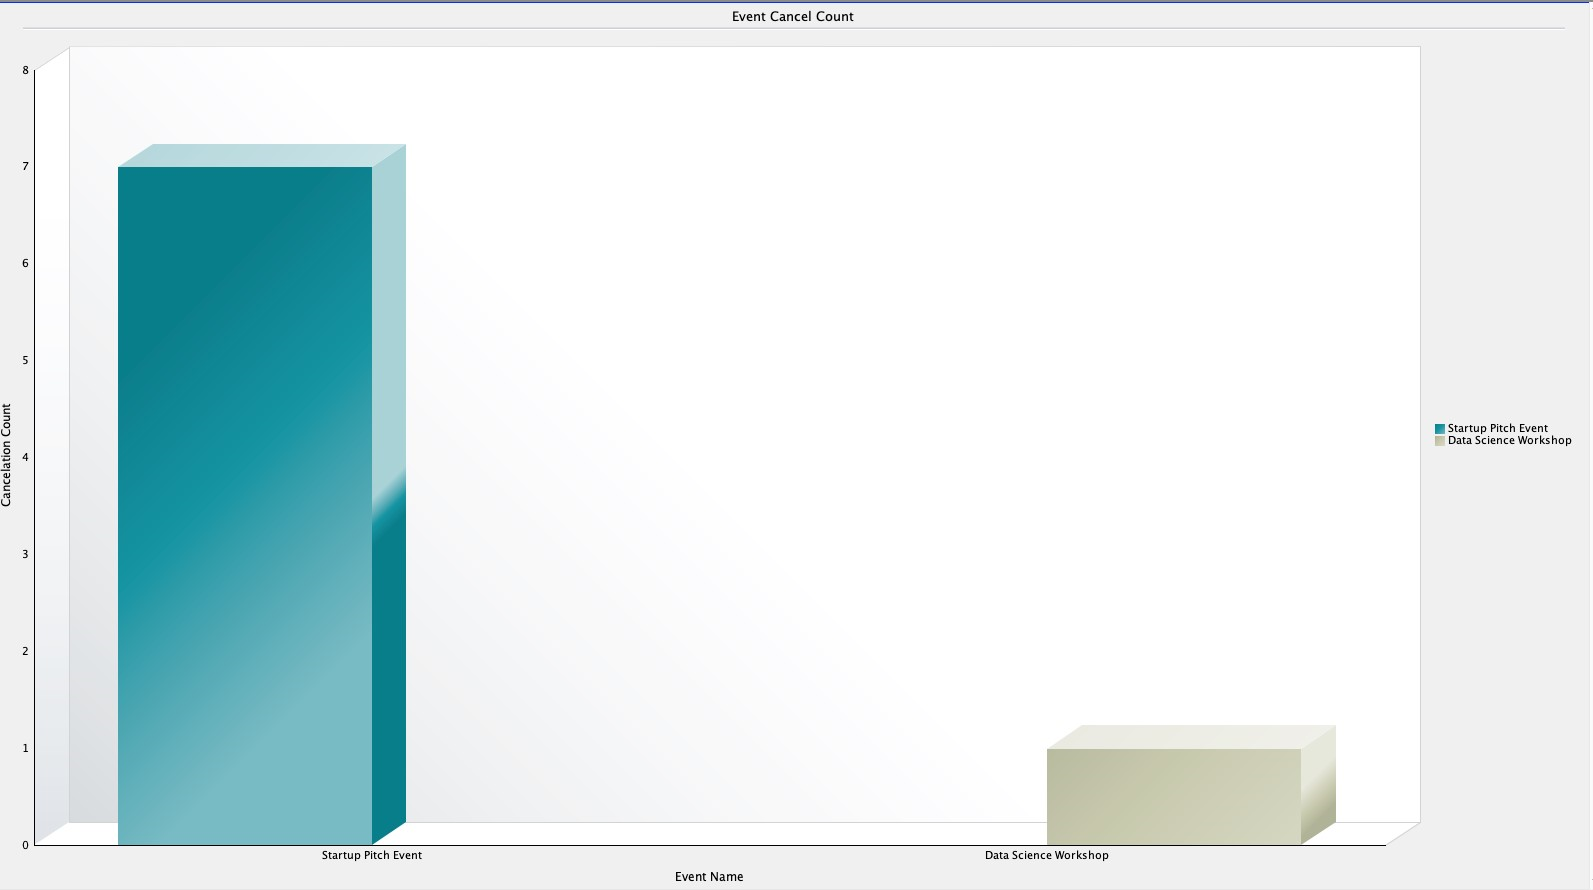 Event Cancel Count
8
7
6
5
4
3
2
1
0
Cancelation Count
Startup Pitch Event
Data Science Workshop
Event Name
Startup Pitch Event
Data Science Workshop